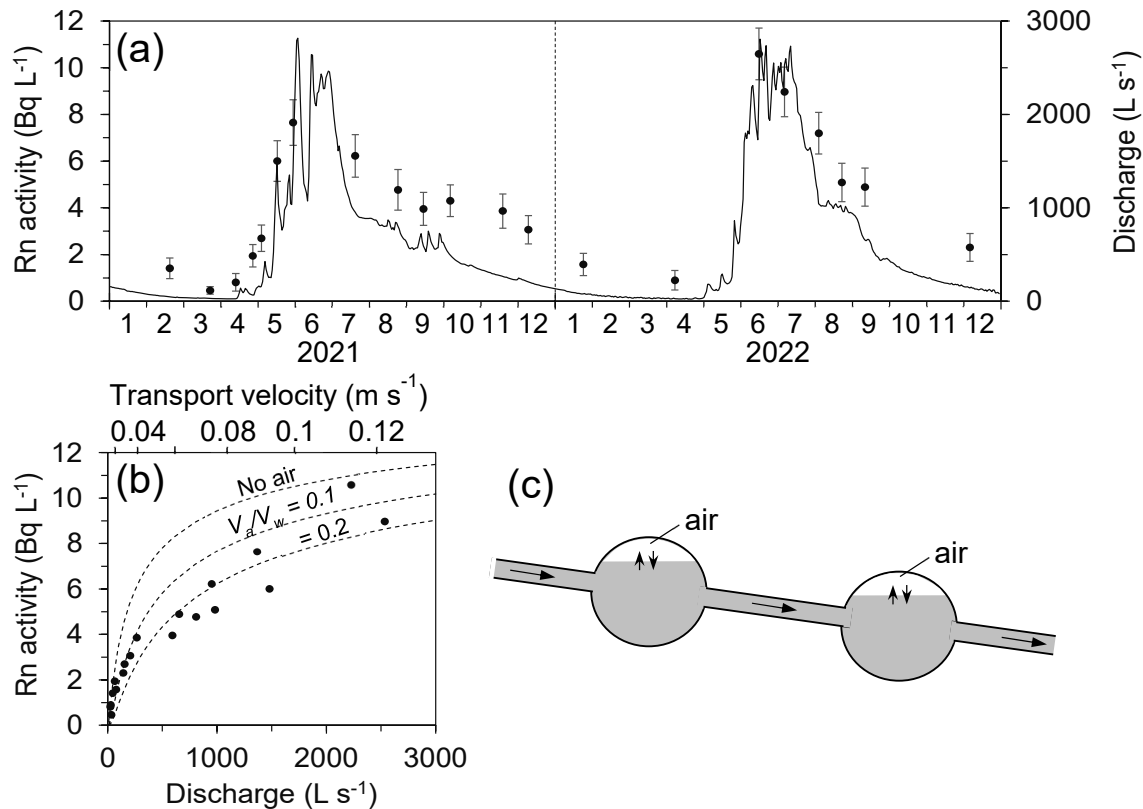 (a)
Rn activity (Bq L-1)
12
10
8
6
4
2
0
3000
2000
1000
0
Discharge (L s-1)
1 2 3 4 5 6 7 8 9 10 11 12 1 2 3 4 5 6 7 8 9 10 11 12
2021 2022
Transport velocity (m s-1)
0.04 0.08 0.1 0.12
(b)
Rn activity (Bq L-1)
12
10
8
6
4
2
0
No air
Va/Vw = 0.1
= 0.2
0 1000 2000 3000
Discharge (L s-1)
(c)
air
air